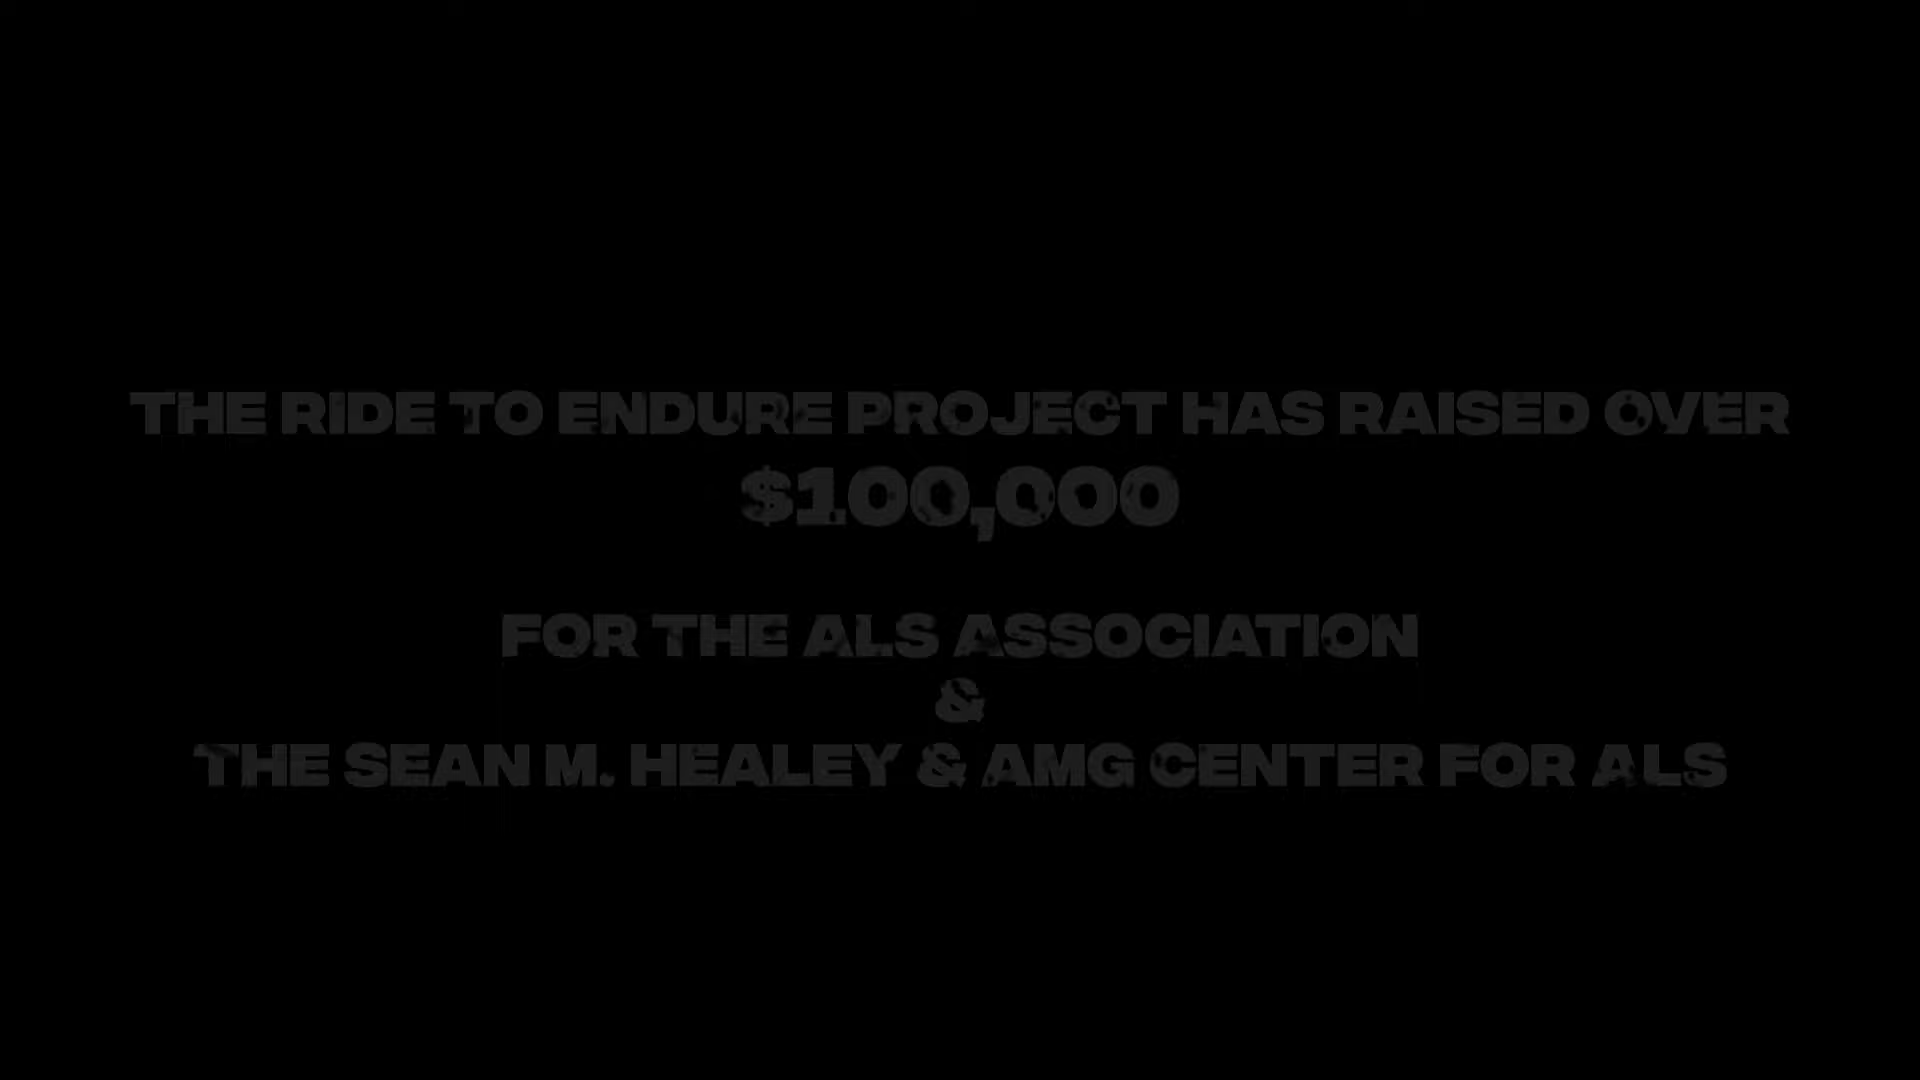 THE RIDE TO ENDURE PROJECT HAS RAISED OVER
$100,000
FOR THE ALS ASSOCIATION
&
THE SEAN M. HEALEY & AMG CENTER FOR ALS